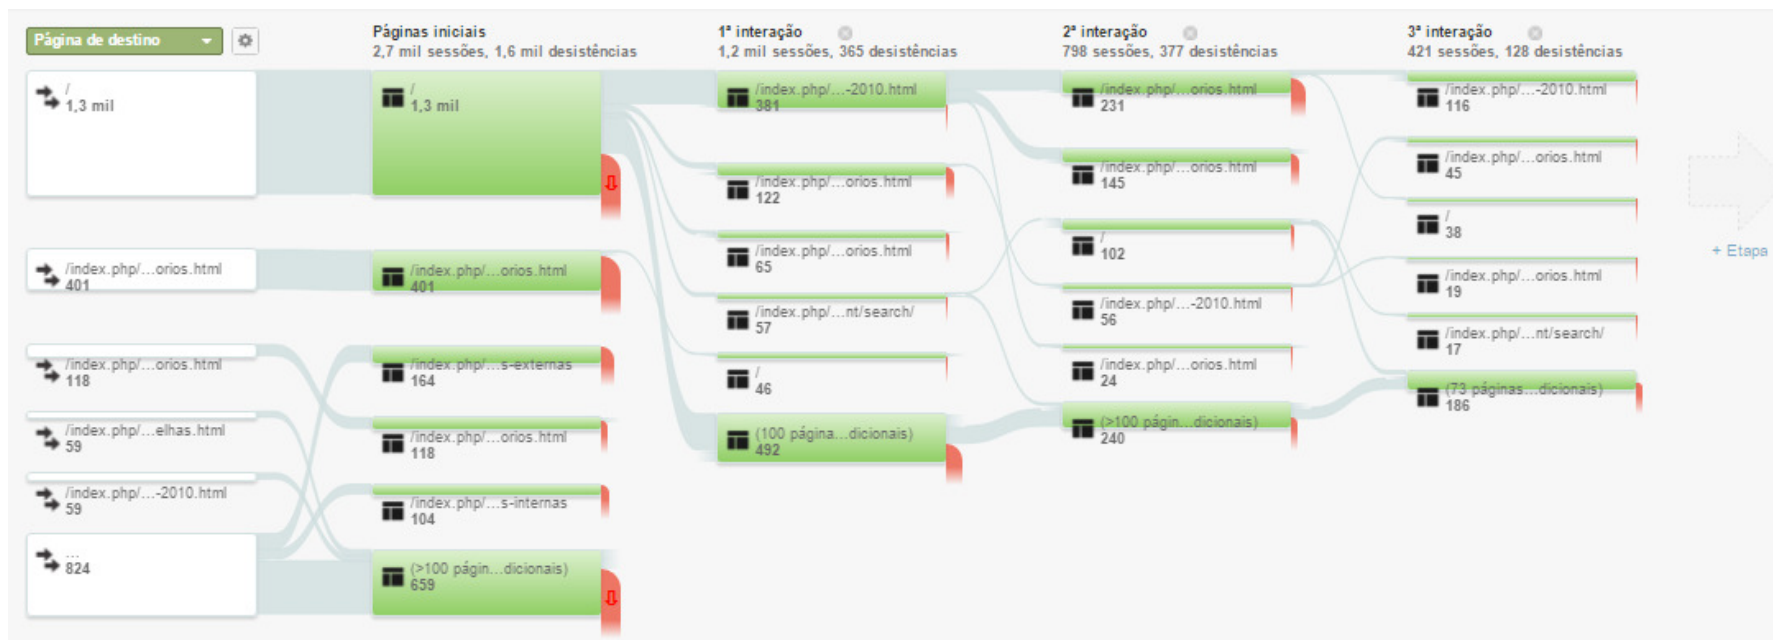 Página de destino
Páginas iniciais
2,7 mil sessões, 1,6 mil desistências
1ª interação
1,2 mil sessões, 365 desistências
2ª interação
798 sessões, 377 desistências
3ª interação
421 sessões, 128 desistências
/
1,3 mil
/index.php/...orios.html
401
/index.php/...orios.html
118
/index.php/...elhas.html
59
/index.php/...-2010.html
59
...
824
/
1,3 mil
/index.php/...orios.html
401
/index.php/...s-externas
164
/index.php/...orios.html
118
/index.php/...s-internas
104
(>100 págin...dicionais)
659
/index.php/...-2010.html
381
/index.php/...orios.html
122
/index.php/...orios.html
65
/index.php/...nt/search/
57
/
46
(100 página...dicionais)
492
/index.php/...orios.html
231
/index.php/...orios.html
145
/
102
/index.php/...-2010.html
56
/index.php/...orios.html
24
(>100 págin...dicionais)
240
/index.php/...-2010.html
116
/index.php/...orios.html
45
/
38
/index.php/...orios.html
19
/index.php/...nt/search/
17
(73 páginas...dicionais)
186
+ Etapa